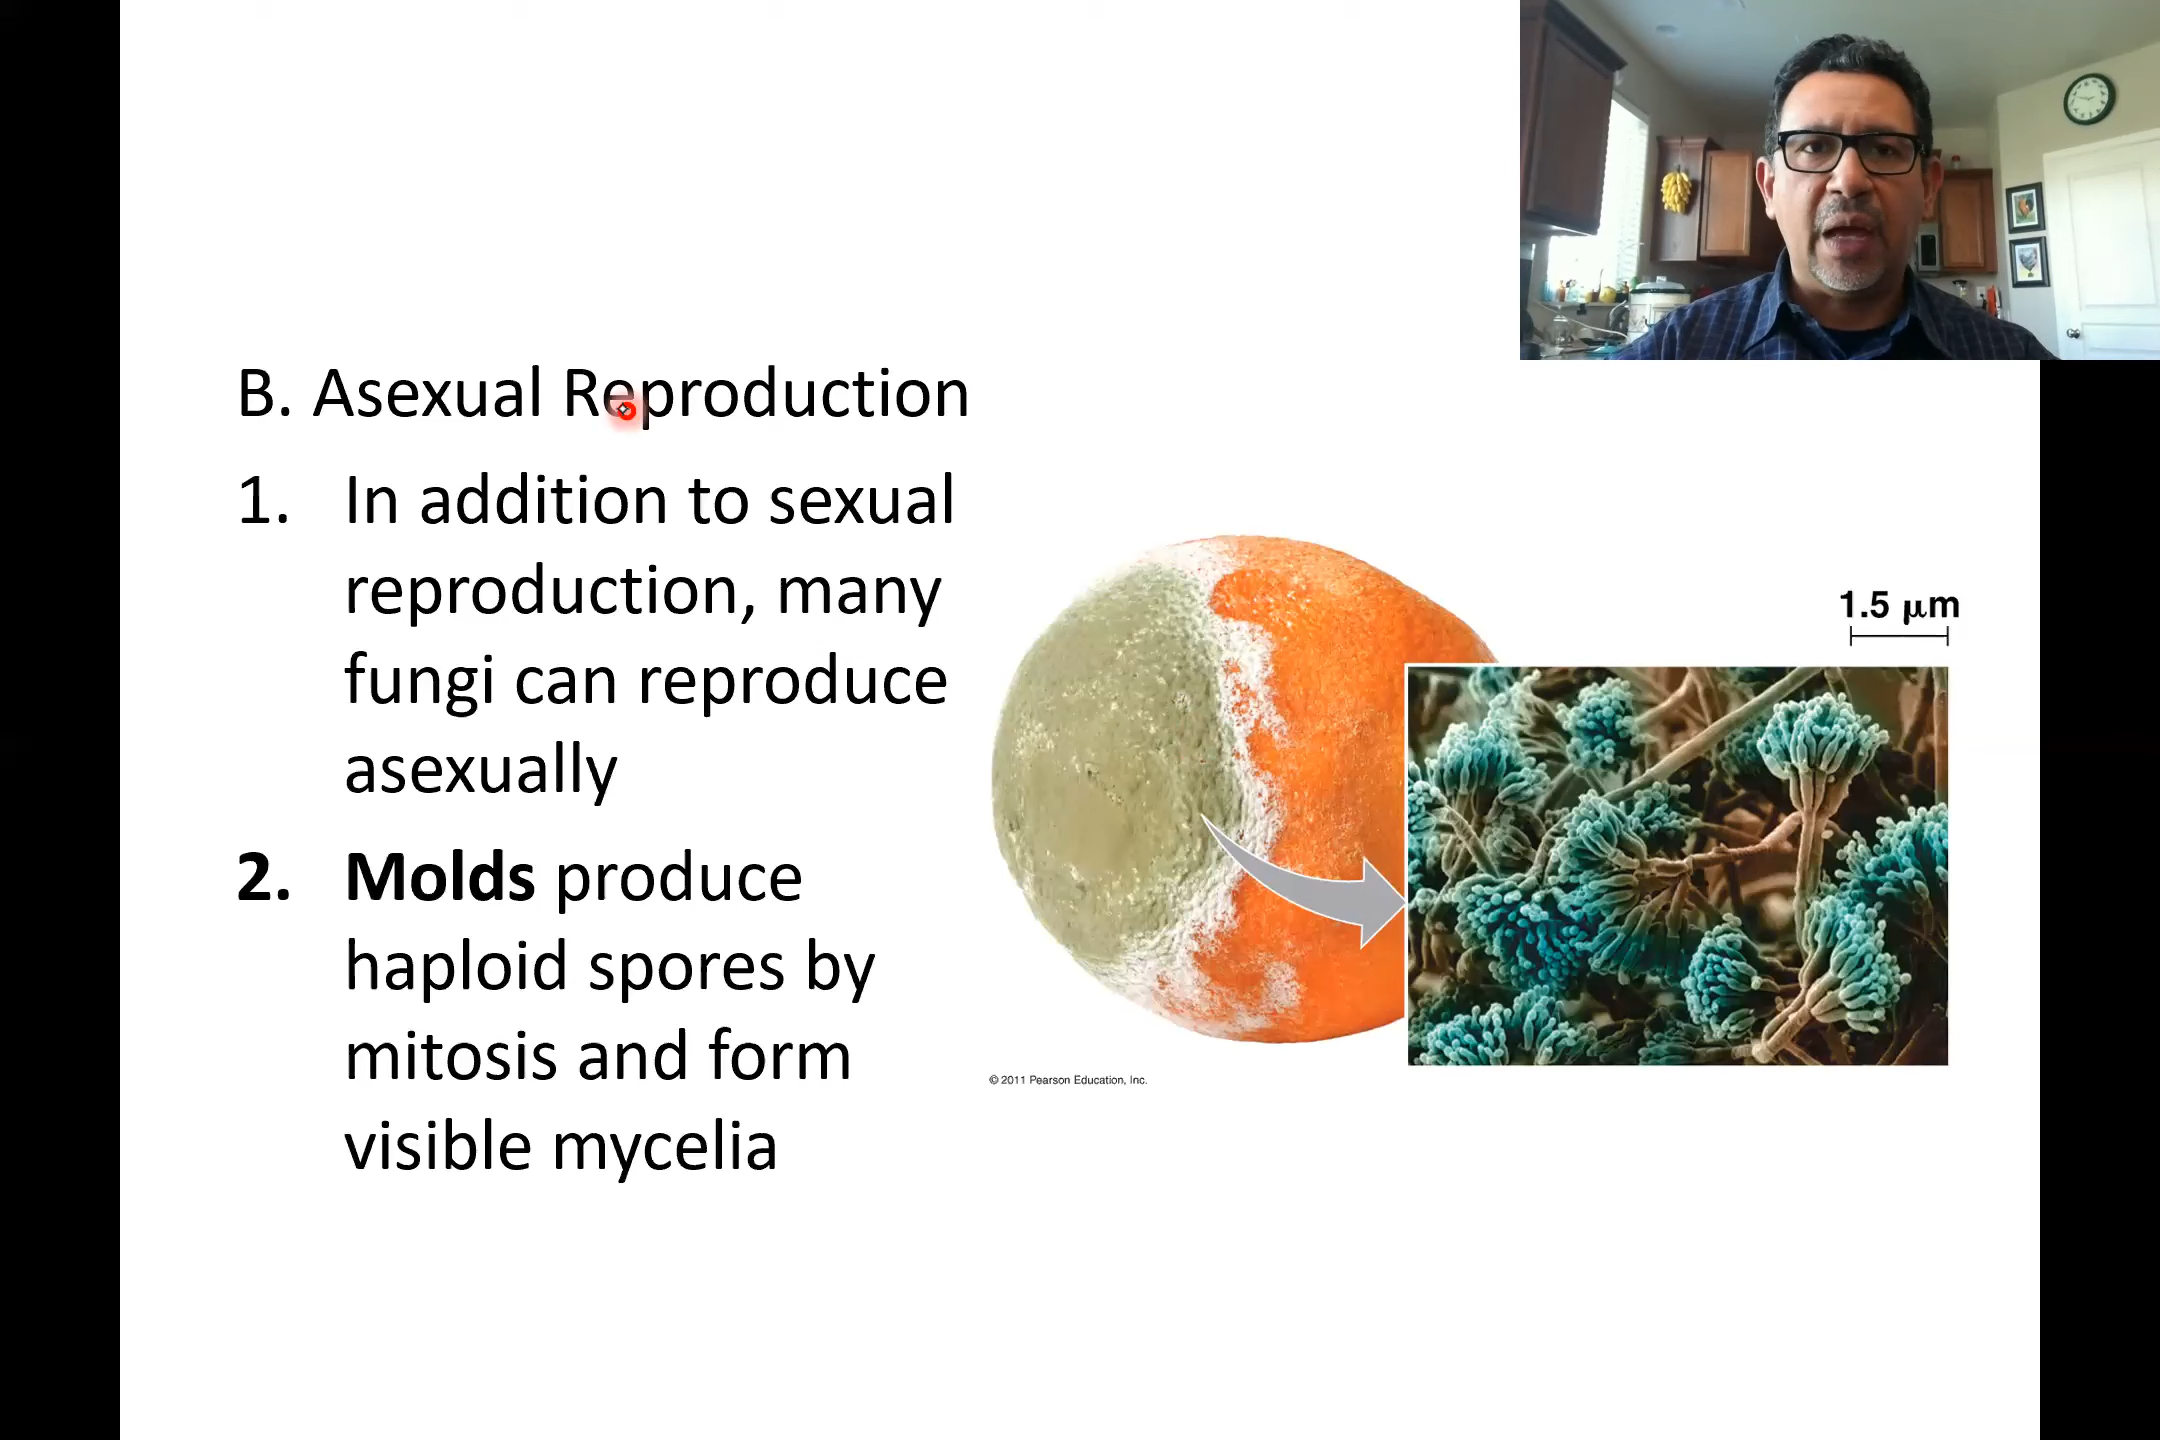 B. Asexual Reproduction
1. In addition to sexual
reproduction, many
fungi can reproduce
asexually
2. Molds produce
haploid spores by
mitosis and form
visible mycelia
1.5 μm
© 2011 Pearson Education, Inc.